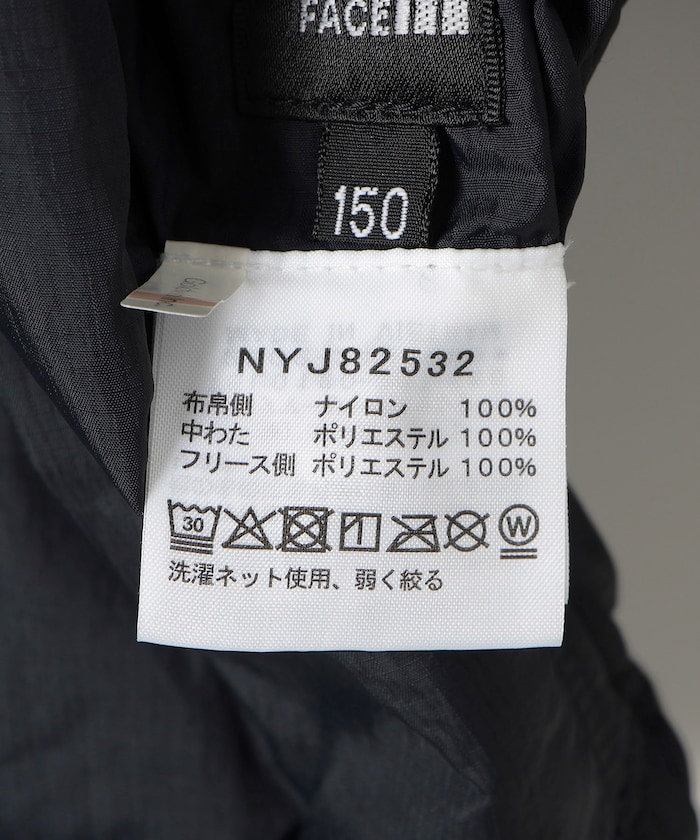 FACE
150
NYJ82532
布帛側 ナイロン 100%
中わた ポリエステル 100%
フリース側 ポリエステル 100%
30
W
洗濯ネット使用、弱く絞る